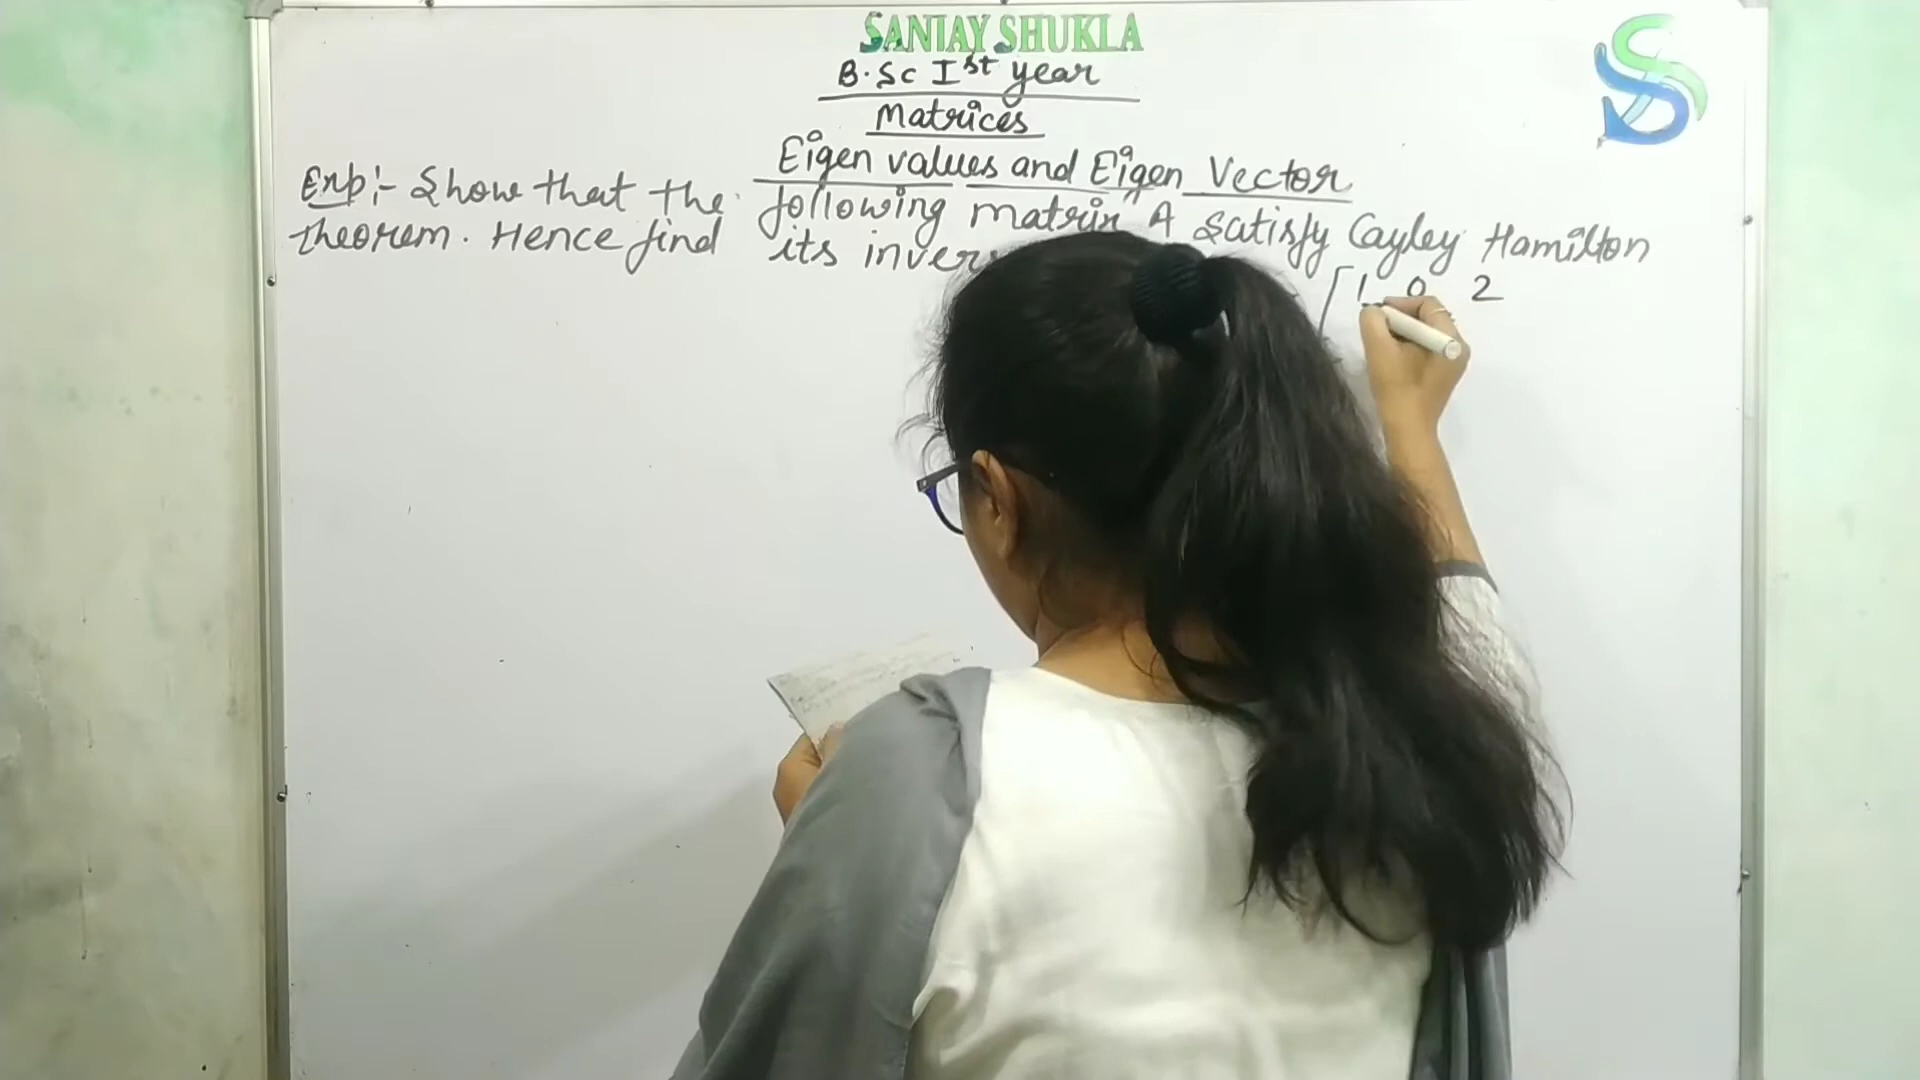 SANJAY SHUKLA
B.Sc Ist year
Matrices
Eigen values and Eigen Vector
Exp:- Show that the following matrix "A satisfy Cayley Hamilton
theorem. Hence find its inver
1 0 2